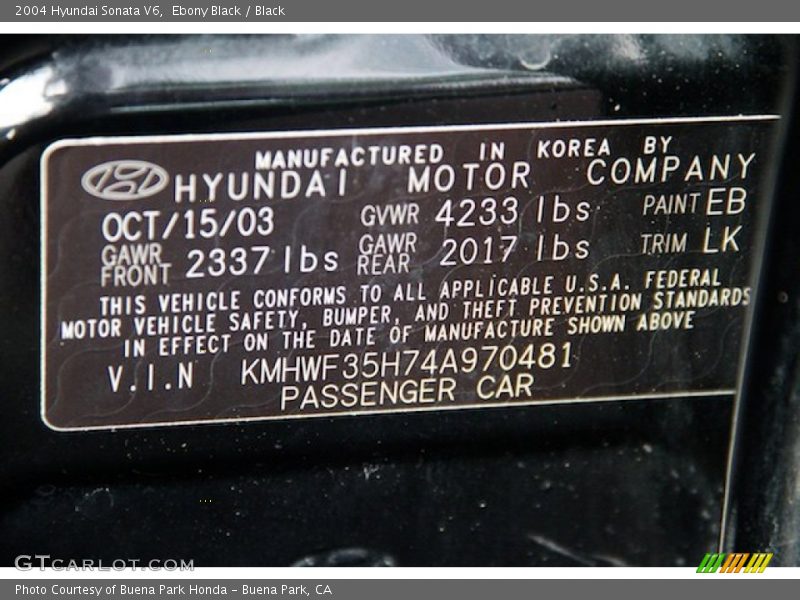 2004 Hyundai Sonata V6,  Ebony Black / Black
MANUFACTURED IN KOREA BY
HYUNDAI MOTOR COMPANY
OCT/15/03 GVWR 4233 lbs PAINT EB
GAWR FRONT 2337 lbs GAWR REAR 2017 lbs TRIM LK
THIS VEHICLE CONFORMS TO ALL APPLICABLE U.S.A. FEDERAL
MOTOR VEHICLE SAFETY, BUMPER, AND THEFT PREVENTION STANDARDS
IN EFFECT ON THE DATE OF MANUFACTURE SHOWN ABOVE
V.I.N KMHWF35H74A970481
PASSENGER CAR
GTCARLOT.COM
Photo Courtesy of Buena Park Honda - Buena Park, CA